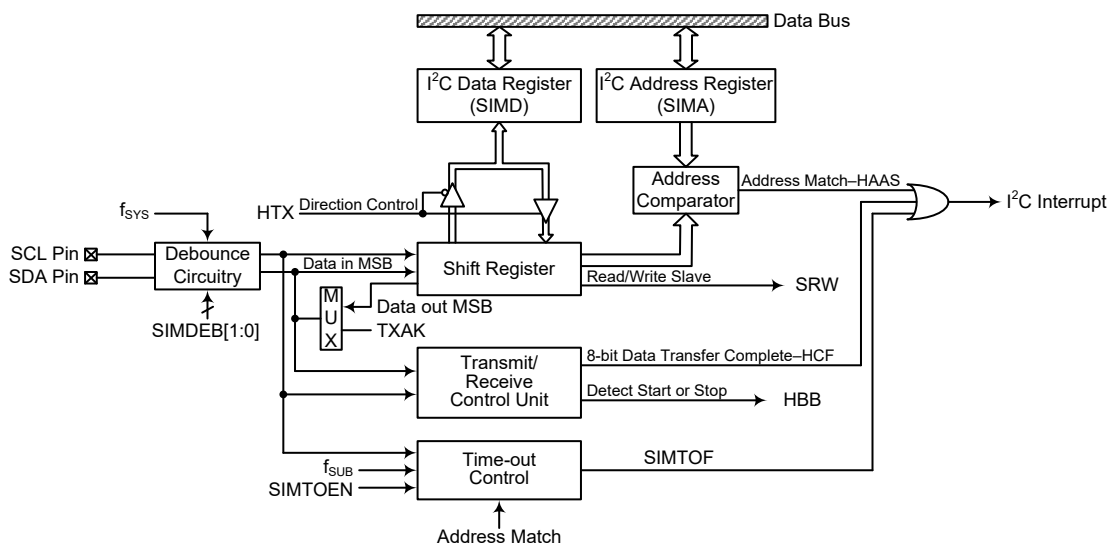 Data Bus
I²C Data Register
(SIMD)
I²C Address Register
(SIMA)
Address
Comparator
Address Match–HAAS
I²C Interrupt
HTX
Direction Control
fSYS
SCL Pin
SDA Pin
Debounce
Circuitry
SIMDEB[1:0]
Data in MSB
Shift Register
Read/Write Slave
SRW
M
U
X
Data out MSB
TXAK
Transmit/
Receive
Control Unit
8-bit Data Transfer Complete–HCF
Detect Start or Stop
HBB
fSUB
SIMTOEN
Time-out
Control
SIMTOF
Address Match